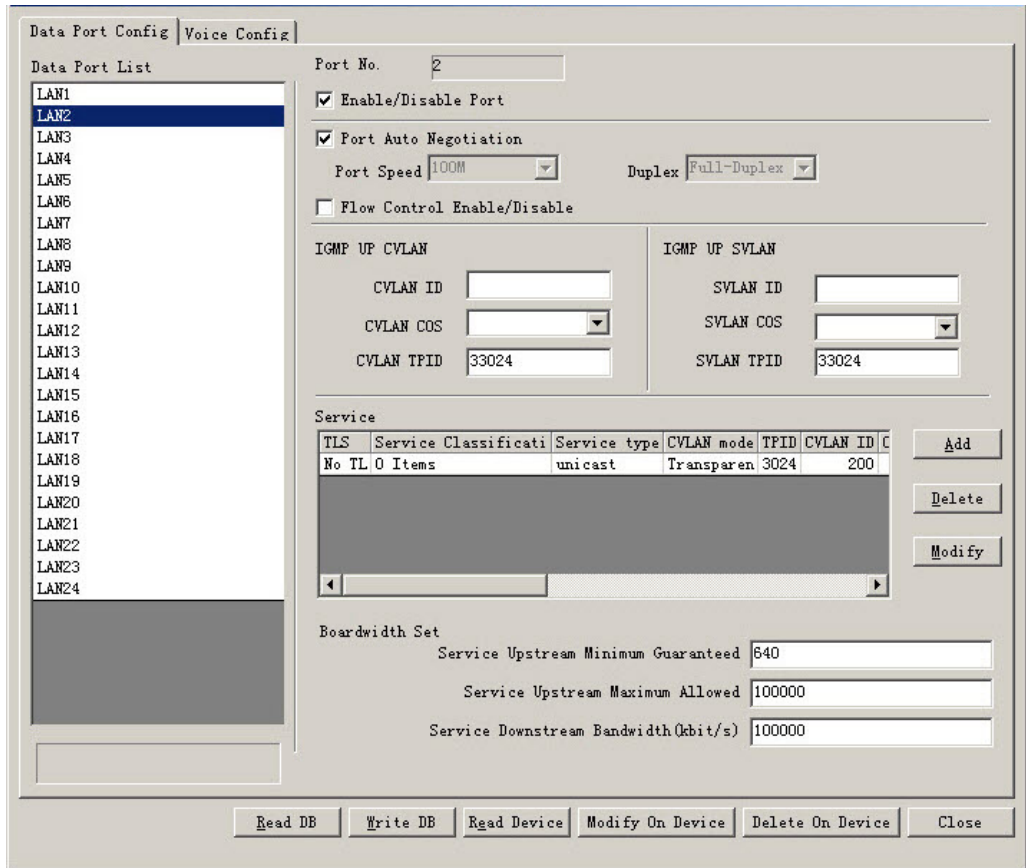 Data Port Config Voice Config
Data Port List
LAN1
LAN2
LAN3
LAN4
LAN5
LAN6
LAN7
LAN8
LAN9
LAN10
LAN11
LAN12
LAN13
LAN14
LAN15
LAN16
LAN17
LAN18
LAN19
LAN20
LAN21
LAN22
LAN23
LAN24
Port No. 2
Enable/Disable Port
Port Auto Negotiation
Port Speed 100M Duplex Full-Duplex
Flow Control Enable/Disable
IGMP UP CVLAN
CVLAN ID
CVLAN COS
CVLAN TPID 33024
IGMP UP SVLAN
SVLAN ID
SVLAN COS
SVLAN TPID 33024
Service
TLS Service Classificati Service type CVLAN mode TPID CVLAN ID C
No TL 0 Items unicast Transparen 3024 200
Add
Delete
Modify
Boardwidth Set
Service Upstream Minimum Guaranteed 640
Service Upstream Maximum Allowed 100000
Service Downstream Bandwidth(kbit/s) 100000
Read DB Write DB Read Device Modify On Device Delete On Device Close